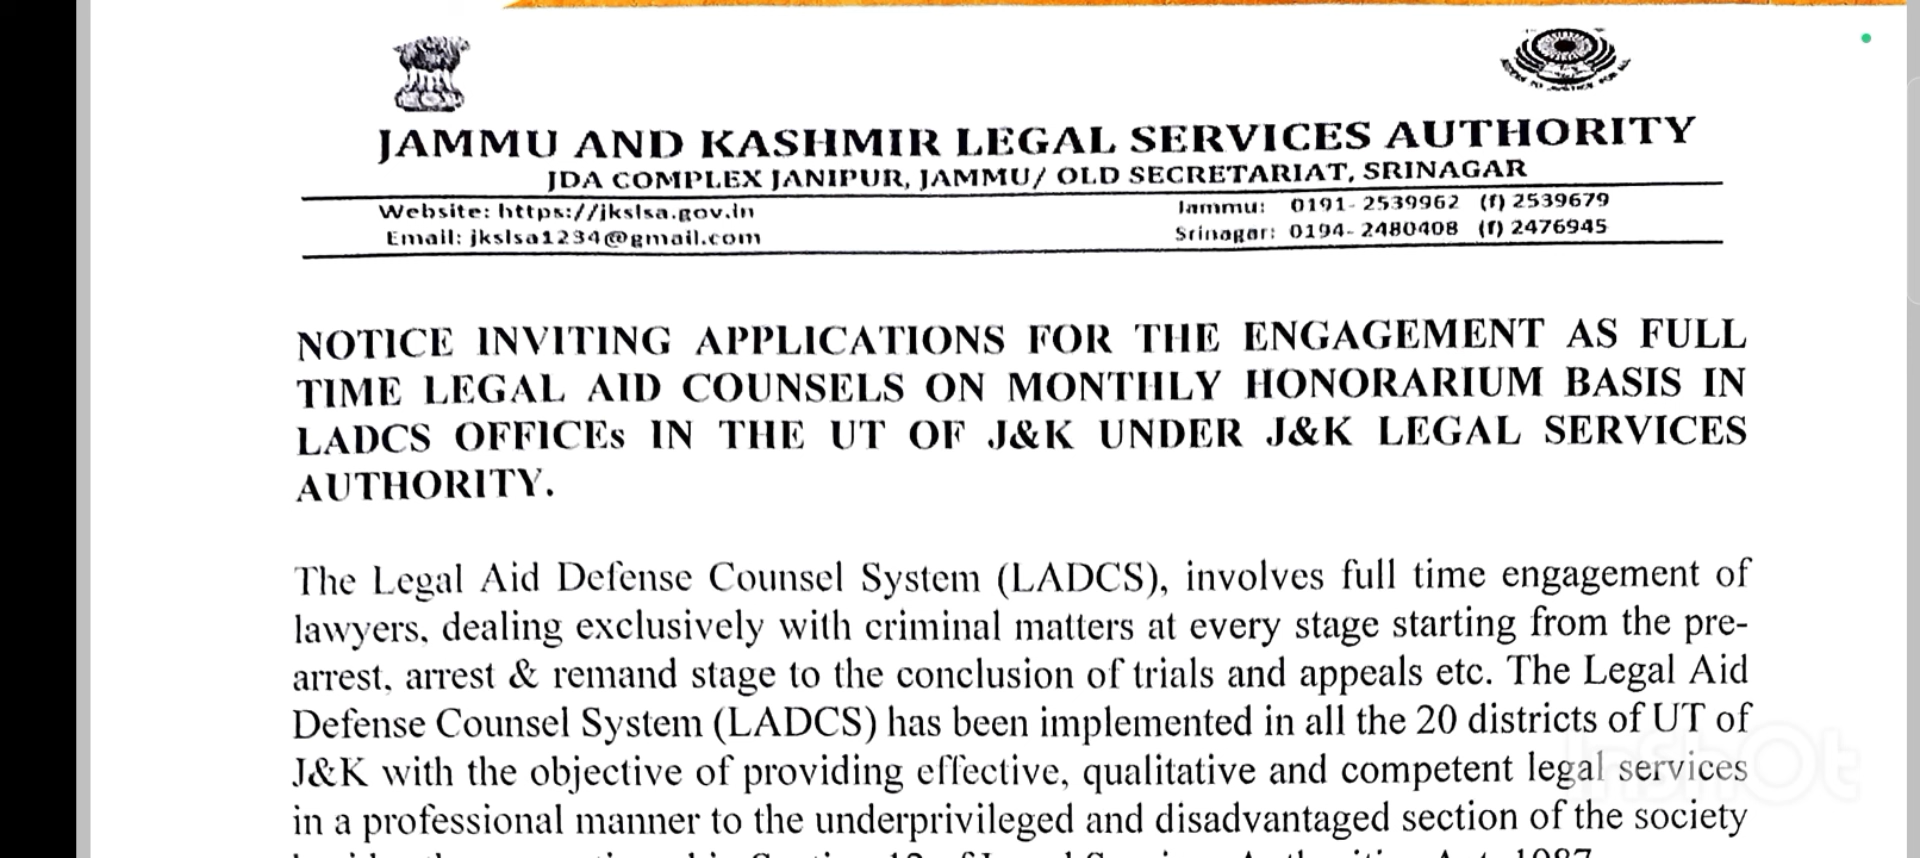 JAMMU AND KASHMIR LEGAL SERVICES AUTHORITY
JDA COMPLEX JANIPUR, JAMMU/ OLD SECRETARIAT, SRINAGAR
Website: https://jkslsa.gov.in
Jammu: 0191- 2539962 (f) 2539679
Email: jkslsa1234@gmail.com
Srinagar: 0194- 2480408 (f) 2476945
NOTICE INVITING APPLICATIONS FOR THE ENGAGEMENT AS FULL
TIME LEGAL AID COUNSELS ON MONTHLY HONORARIUM BASIS IN
LADCS OFFICEs IN THE UT OF J&K UNDER J&K LEGAL SERVICES
AUTHORITY.
The Legal Aid Defense Counsel System (LADCS), involves full time engagement of
lawyers, dealing exclusively with criminal matters at every stage starting from the pre-
arrest, arrest & remand stage to the conclusion of trials and appeals etc. The Legal Aid
Defense Counsel System (LADCS) has been implemented in all the 20 districts of UT of
J&K with the objective of providing effective, qualitative and competent legal services
in a professional manner to the underprivileged and disadvantaged section of the society
InShOt